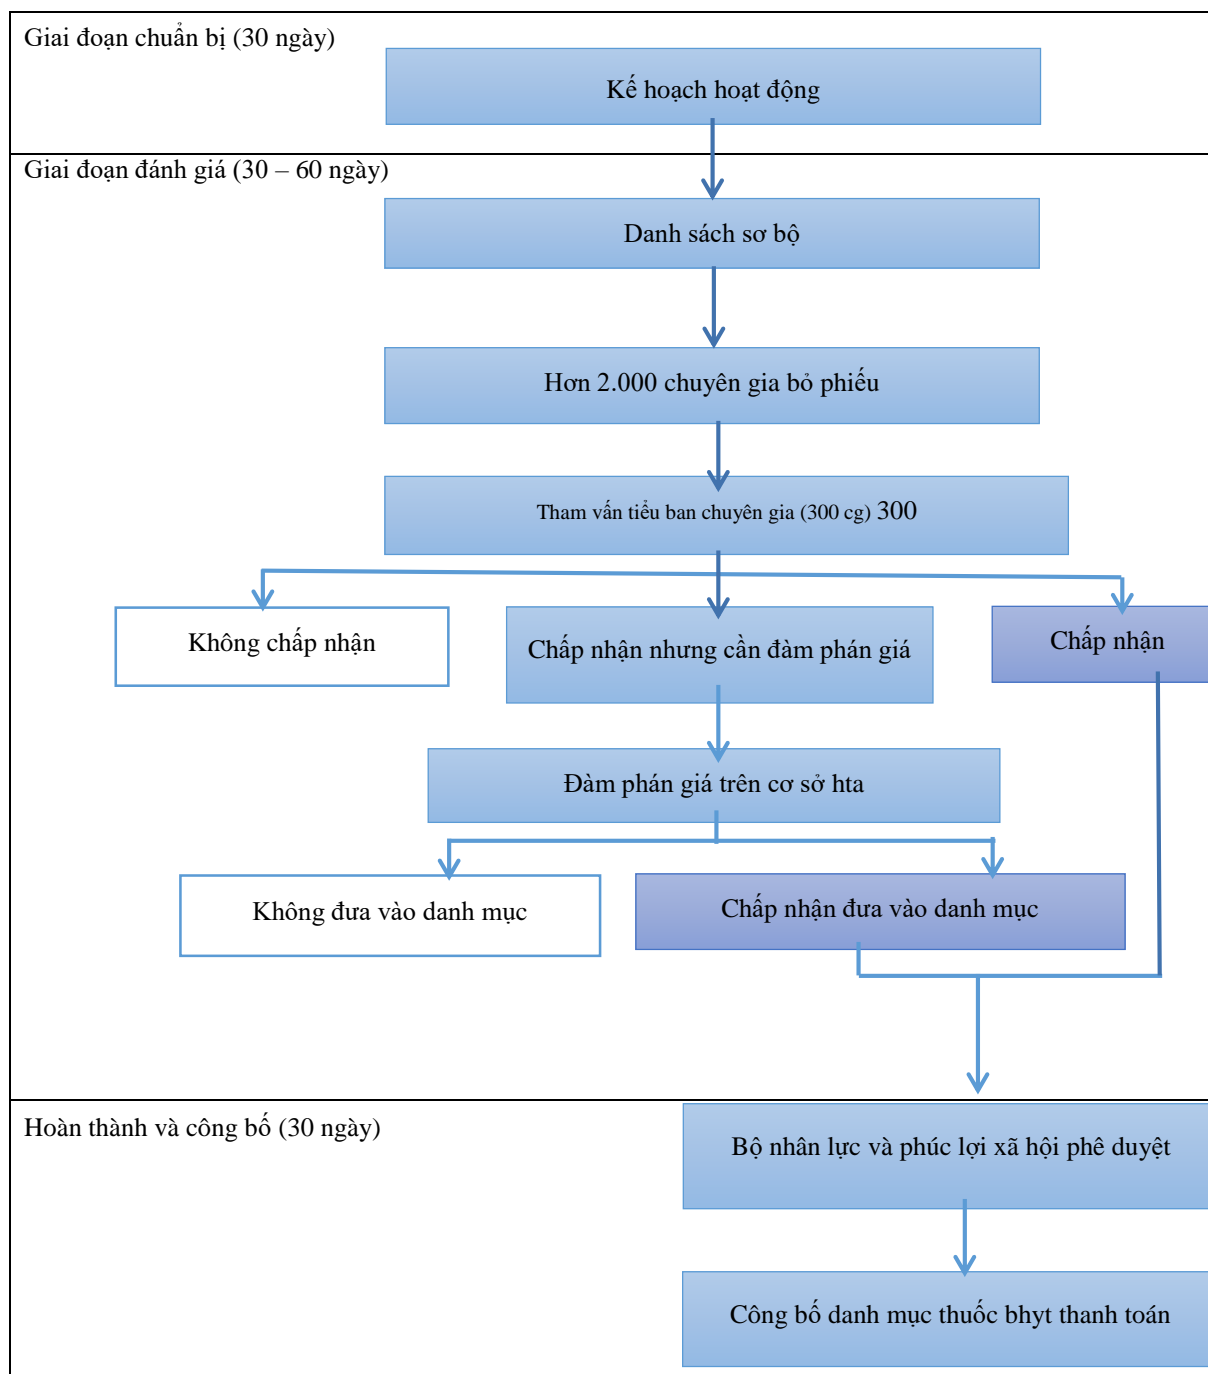 Giai đoạn chuẩn bị (30 ngày)
Kế hoạch hoạt động
Giai đoạn đánh giá (30 – 60 ngày)
Danh sách sơ bộ
Hơn 2.000 chuyên gia bỏ phiếu
Tham vấn tiểu ban chuyên gia (300 cg) 300
Không chấp nhận
Chấp nhận nhưng cần đàm phán giá
Chấp nhận
Đàm phán giá trên cơ sở hta
Không đưa vào danh mục
Chấp nhận đưa vào danh mục
Hoàn thành và công bố (30 ngày)
Bộ nhân lực và phúc lợi xã hội phê duyệt
Công bố danh mục thuốc bhyt thanh toán